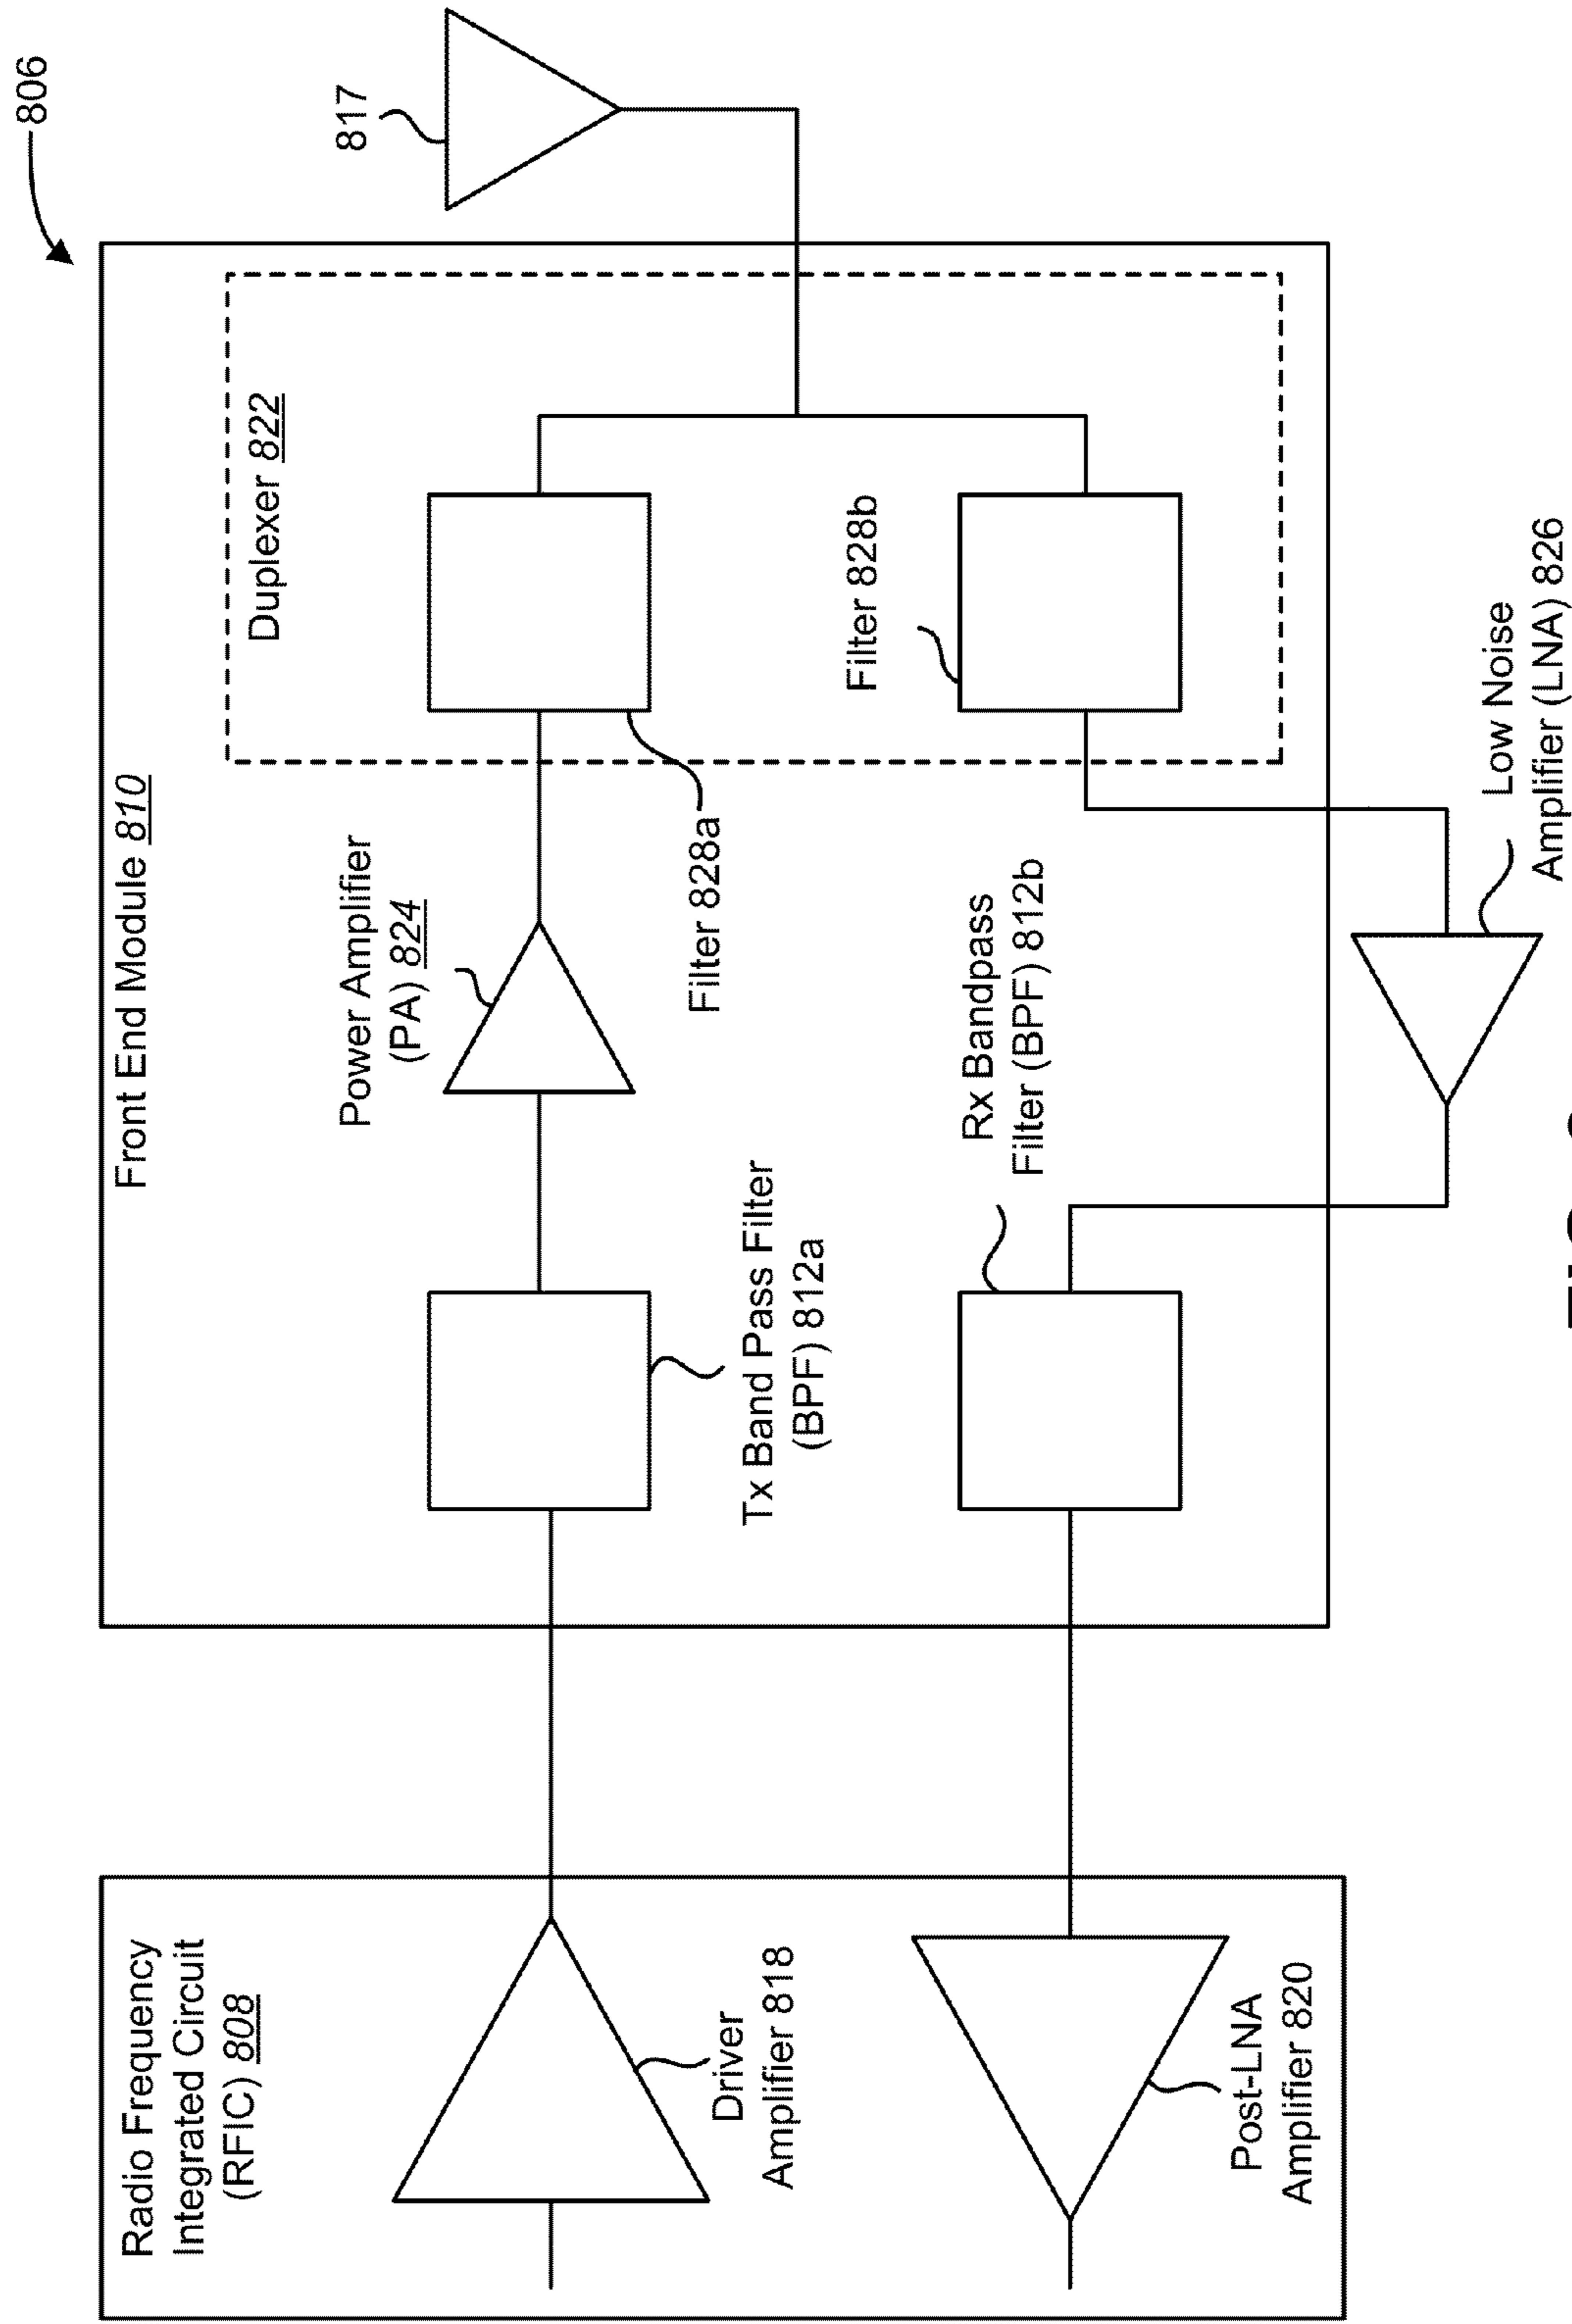 806
Front End Module 810
817
Duplexer 822
Radio Frequency
Integrated Circuit
(RFIC) 808
Power Amplifier
(PA) 824
Filter 828a
Tx Band Pass Filter
(BPF) 812a
Driver
Amplifier 818
Filter 828b
Rx Bandpass
Filter (BPF) 812b
Post-LNA
Amplifier 820
Low Noise
Amplifier (LNA) 826